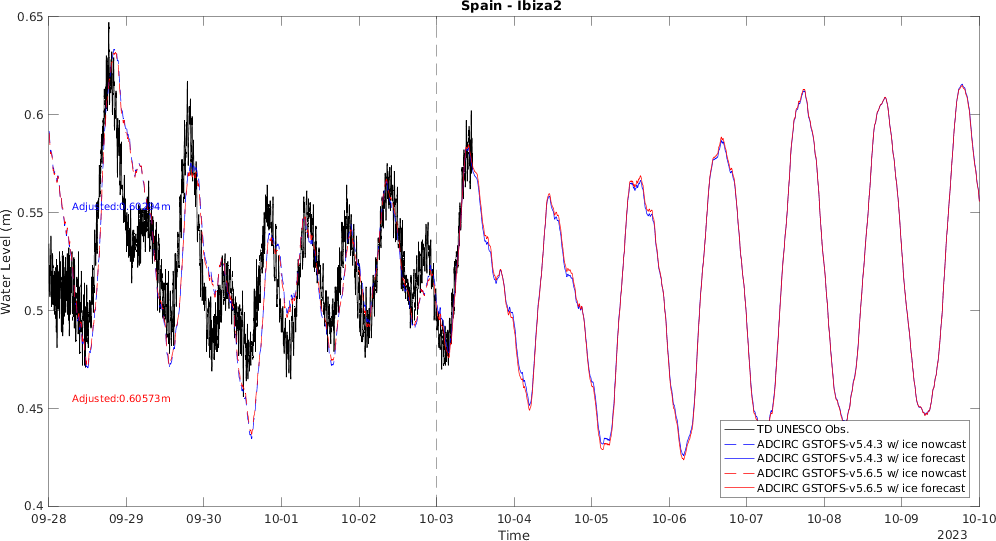 Spain - Ibiza2
0.65
0.6
0.55
0.5
0.45
0.4
Water Level (m)
Adjusted:0.60294m
Adjusted:0.60573m
TD UNESCO Obs.
ADCIRC GSTOFS-v5.4.3 w/ ice nowcast
ADCIRC GSTOFS-v5.4.3 w/ ice forecast
ADCIRC GSTOFS-v5.6.5 w/ ice nowcast
ADCIRC GSTOFS-v5.6.5 w/ ice forecast
09-28 09-29 09-30 10-01 10-02 10-03 10-04 10-05 10-06 10-07 10-08 10-09 10-10
Time
2023